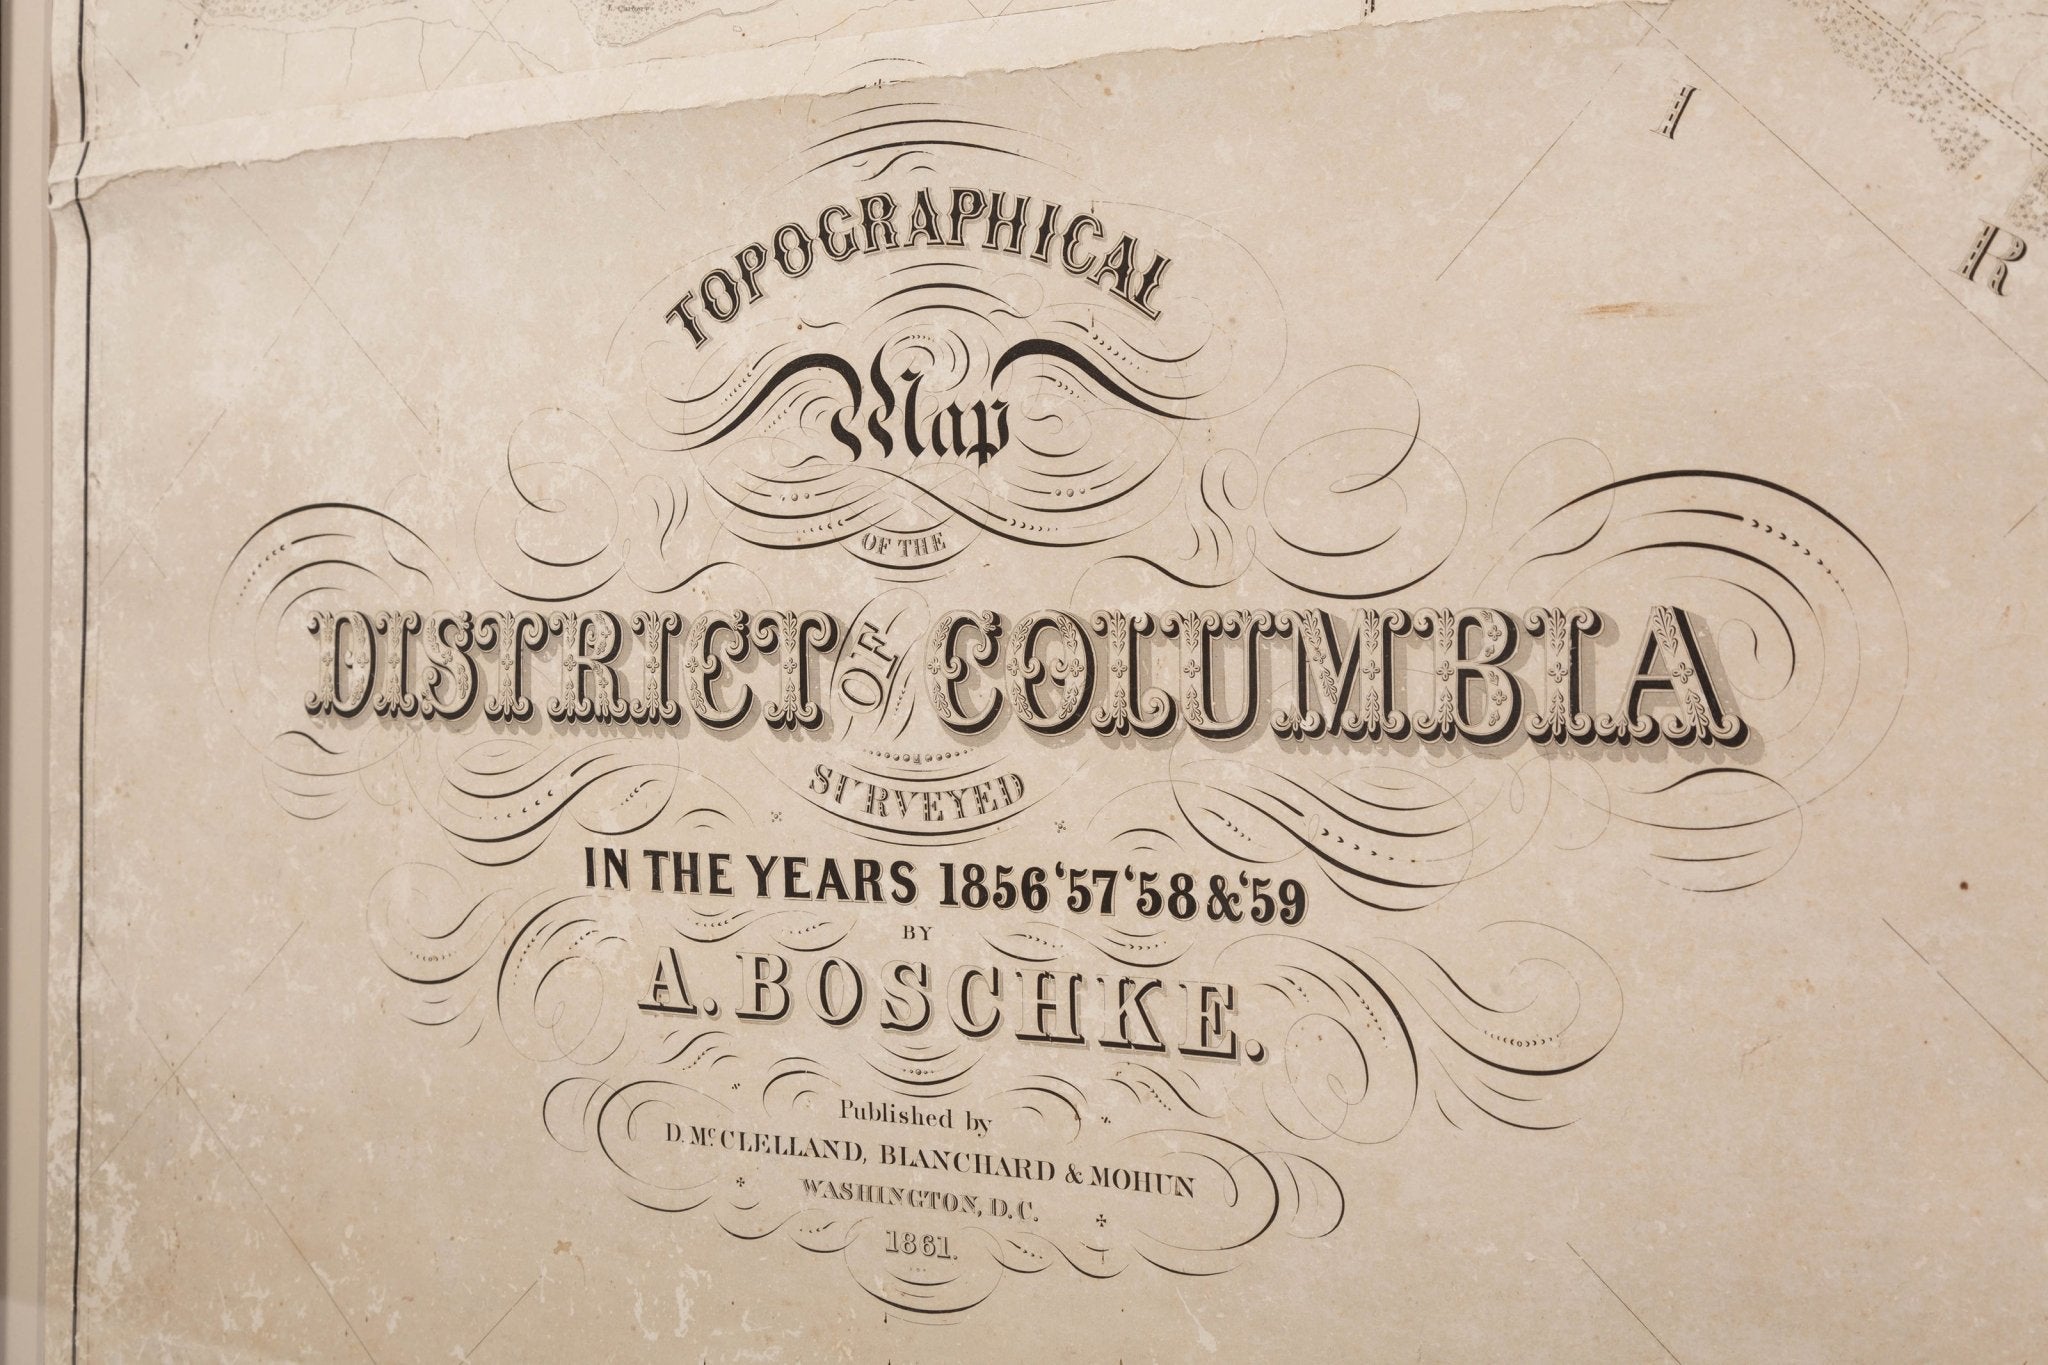 I
R
TOPOGRAPHICAL
Map
OF THE
DISTRICT OF COLUMBIA
SURVEYED
IN THE YEARS 1856 '57 '58 & '59
BY
A. BOSCHKE.
Published by
D. McCLELLAND, BLANCHARD & MOHUN
WASHINGTON, D.C.
1861.